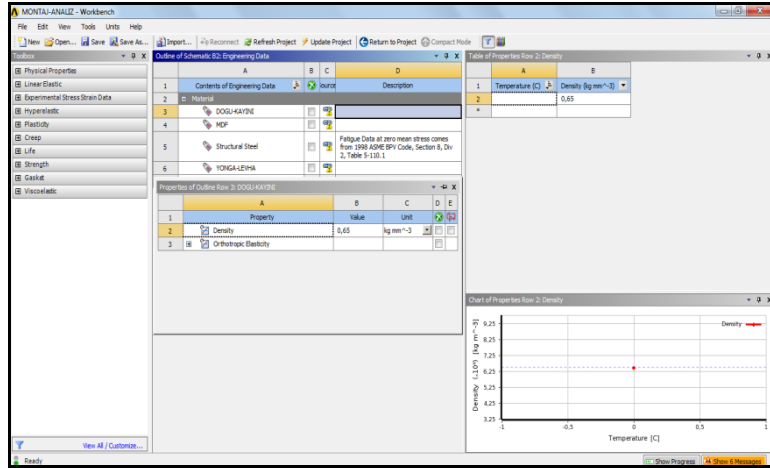 MONTAJ-ANALIZ - Workbench
File Edit View Tools Units Help
New Open... Save Save As... Import... Reconnect Refresh Project Update Project Return to Project Compact Mode
Toolbox
Physical Properties
Linear Elastic
Experimental Stress Strain Data
Hyperelastic
Plasticity
Creep
Life
Strength
Gasket
Viscoelastic
View All / Customize...
Outline of Schematic B2: Engineering Data
A B C D
1 Contents of Engineering Data Source Description
2 Material
3 DOGU-KAYINI
4 MDF
5 Structural Steel Fatigue Data at zero mean stress comes
from 1998 ASME BPV Code, Section 8, Div
2, Table 5-110.1
6 YONGA-LEVHA
Properties of Outline Row 3: DOGU-KAYINI
A B C D E
1 Property Value Unit
2 Density 0,65 kg mm^-3
3 Orthotropic Elasticity
Table of Properties Row 2: Density
A B
1 Temperature (C) Density (kg mm^-3)
2 0,65
*
Chart of Properties Row 2: Density
Density
9,25
8,25
7,25
6,25
5,25
4,25
3,25
-1 -0,5 0 0,5 1
Temperature [C]
Ready
Show Progress Show 6 Messages